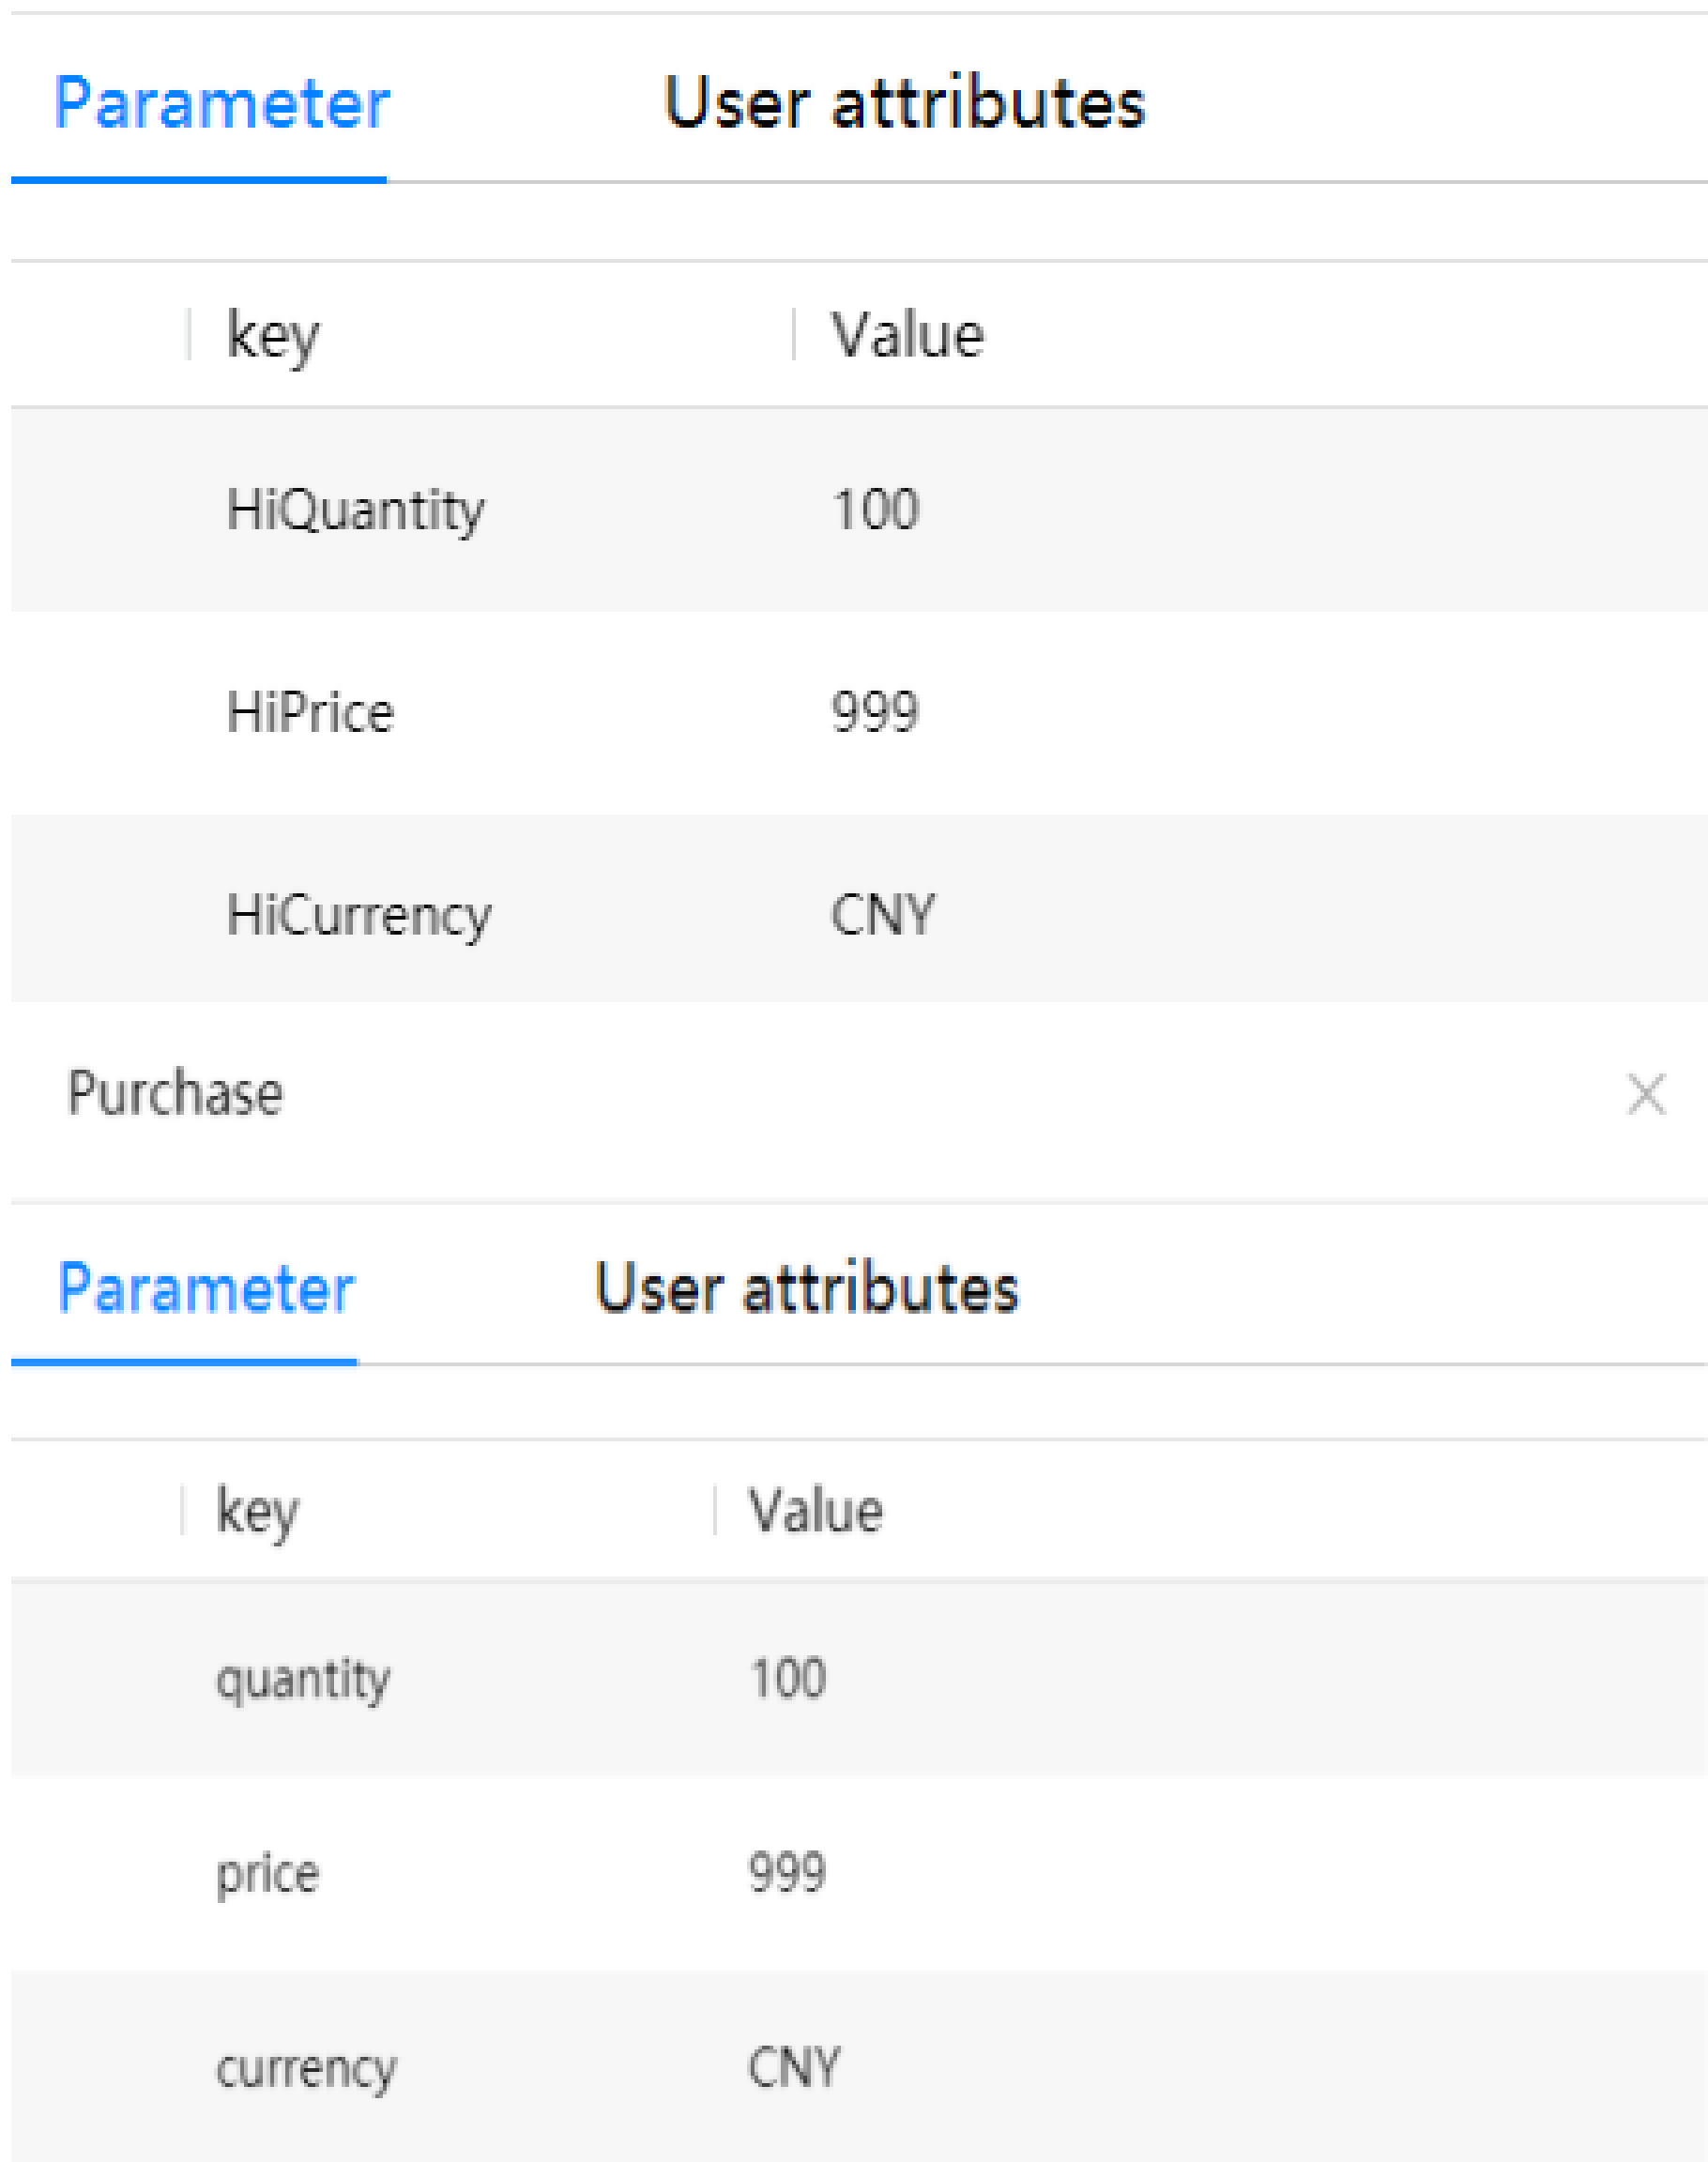 Parameter User attributes
key Value
HiQuantity 100
HiPrice 999
HiCurrency CNY
Purchase
Parameter User attributes
key Value
quantity 100
price 999
currency CNY